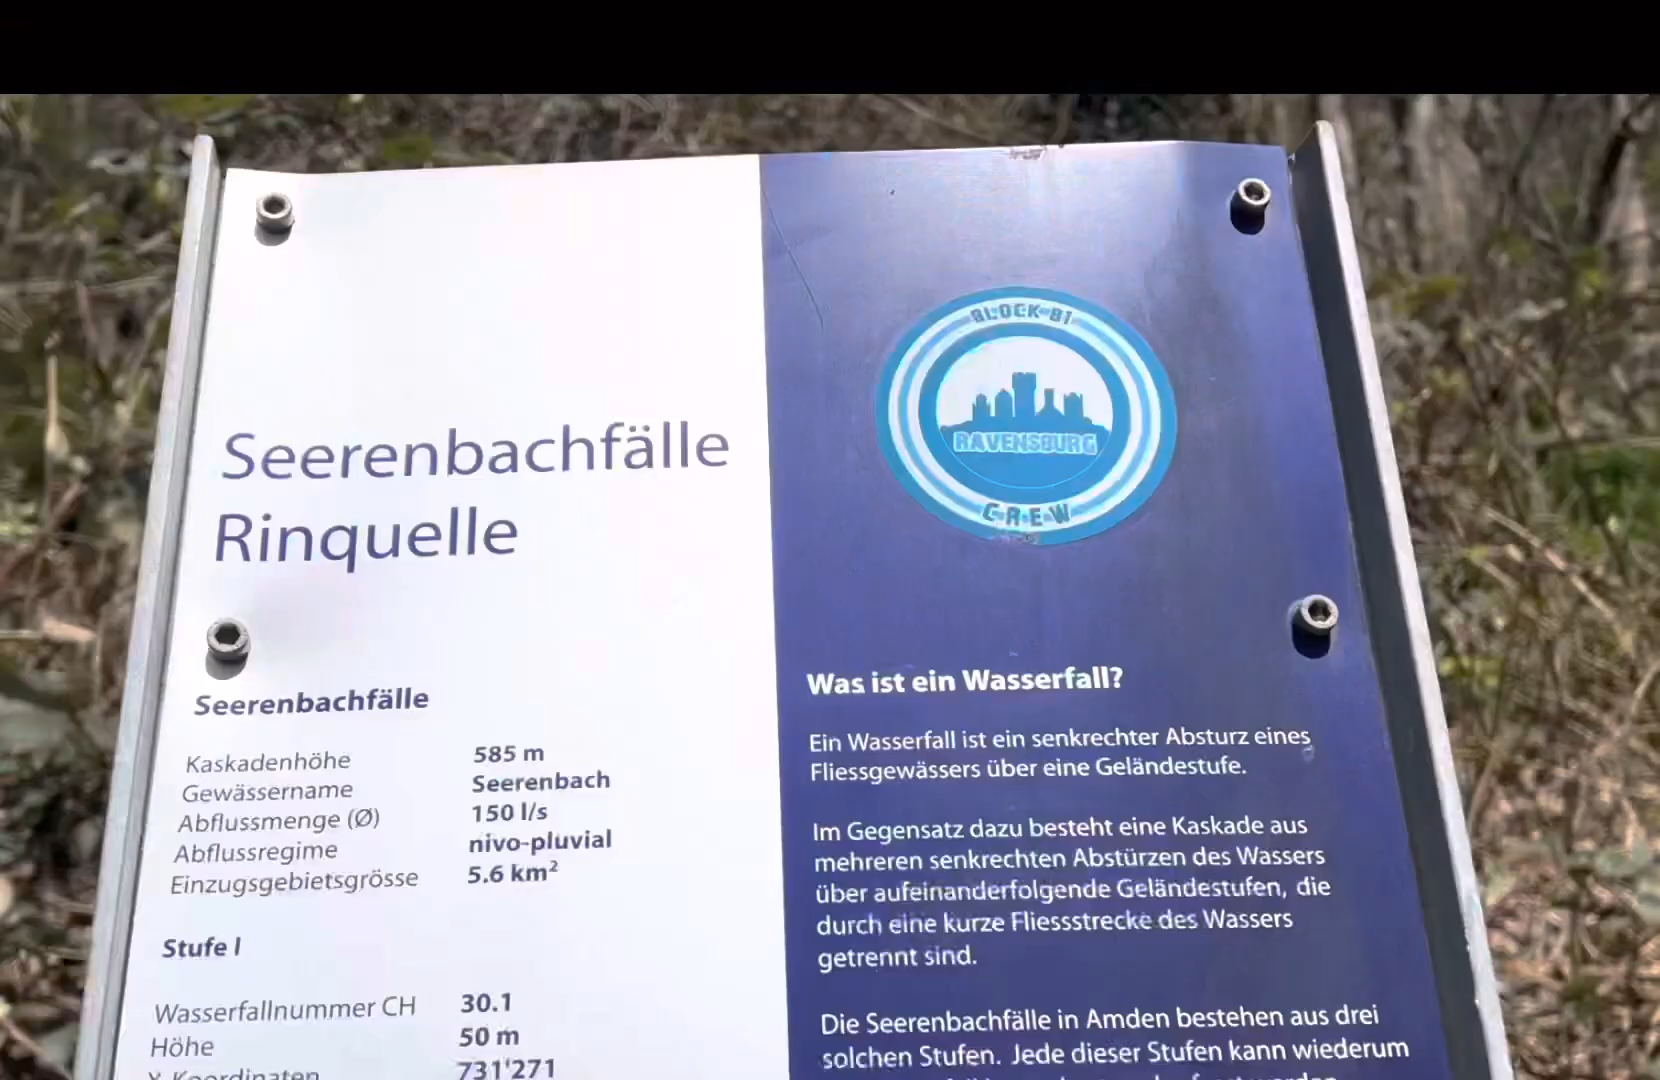 Seerenbachfälle
Rinquelle
Seerenbachfälle
Kaskadenhöhe 585 m
Gewässername Seerenbach
Abflussmenge (Ø) 150 l/s
Abflussregime nivo-pluvial
Einzugsgebietsgrösse 5.6 km²
Stufe I
Wasserfallnummer CH 30.1
Höhe 50 m
731'271
BLOCK B1
RAVENSBURG
CREW
Was ist ein Wasserfall?
Ein Wasserfall ist ein senkrechter Absturz eines
Fliessgewässers über eine Geländestufe.
Im Gegensatz dazu besteht eine Kaskade aus
mehreren senkrechten Abstürzen des Wassers
über aufeinanderfolgende Geländestufen, die
durch eine kurze Fliessstrecke des Wassers
getrennt sind.
Die Seerenbachfälle in Amden bestehen aus drei
solchen Stufen. Jede dieser Stufen kann wiederum